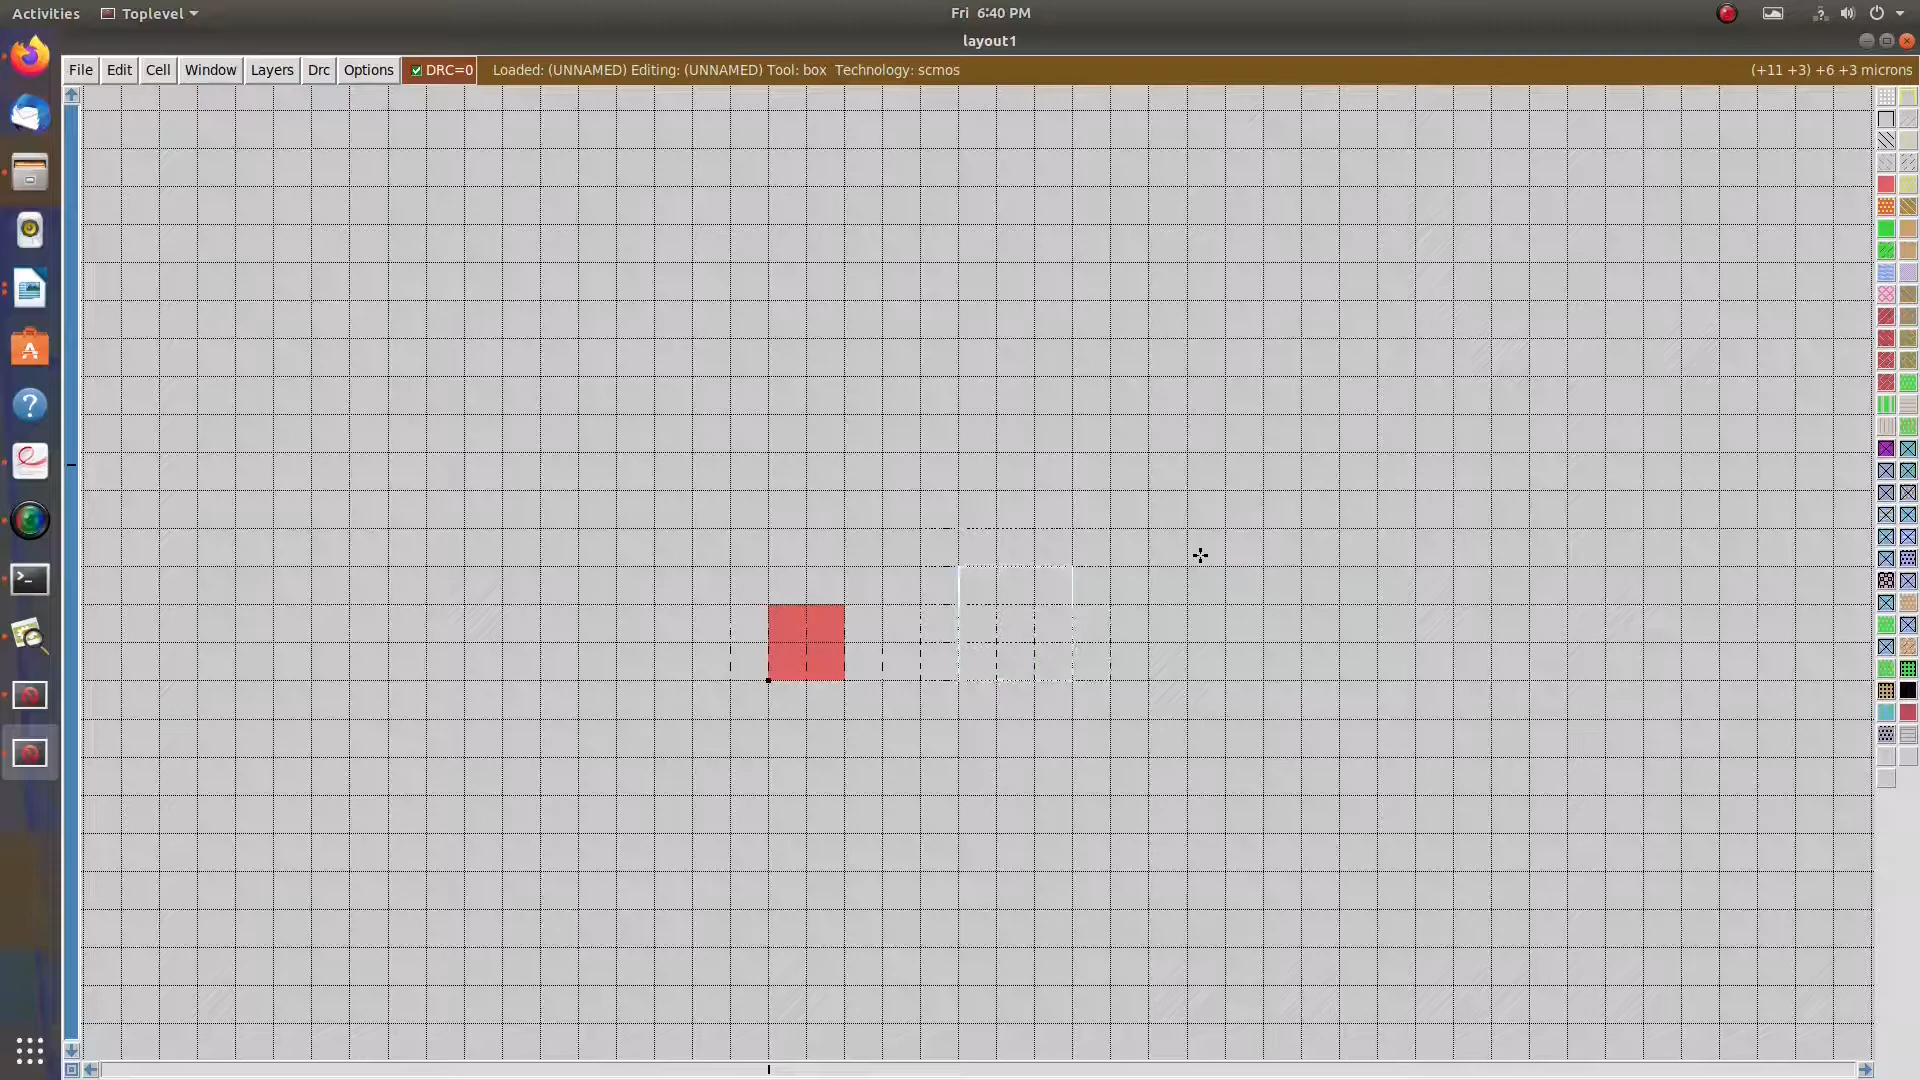 Activities Toplevel Fri 6:40 PM
layout1
File Edit Cell Window Layers Drc Options DRC=0 Loaded: (UNNAMED) Editing: (UNNAMED) Tool: box Technology: scmos (+11 +3) +6 +3 microns